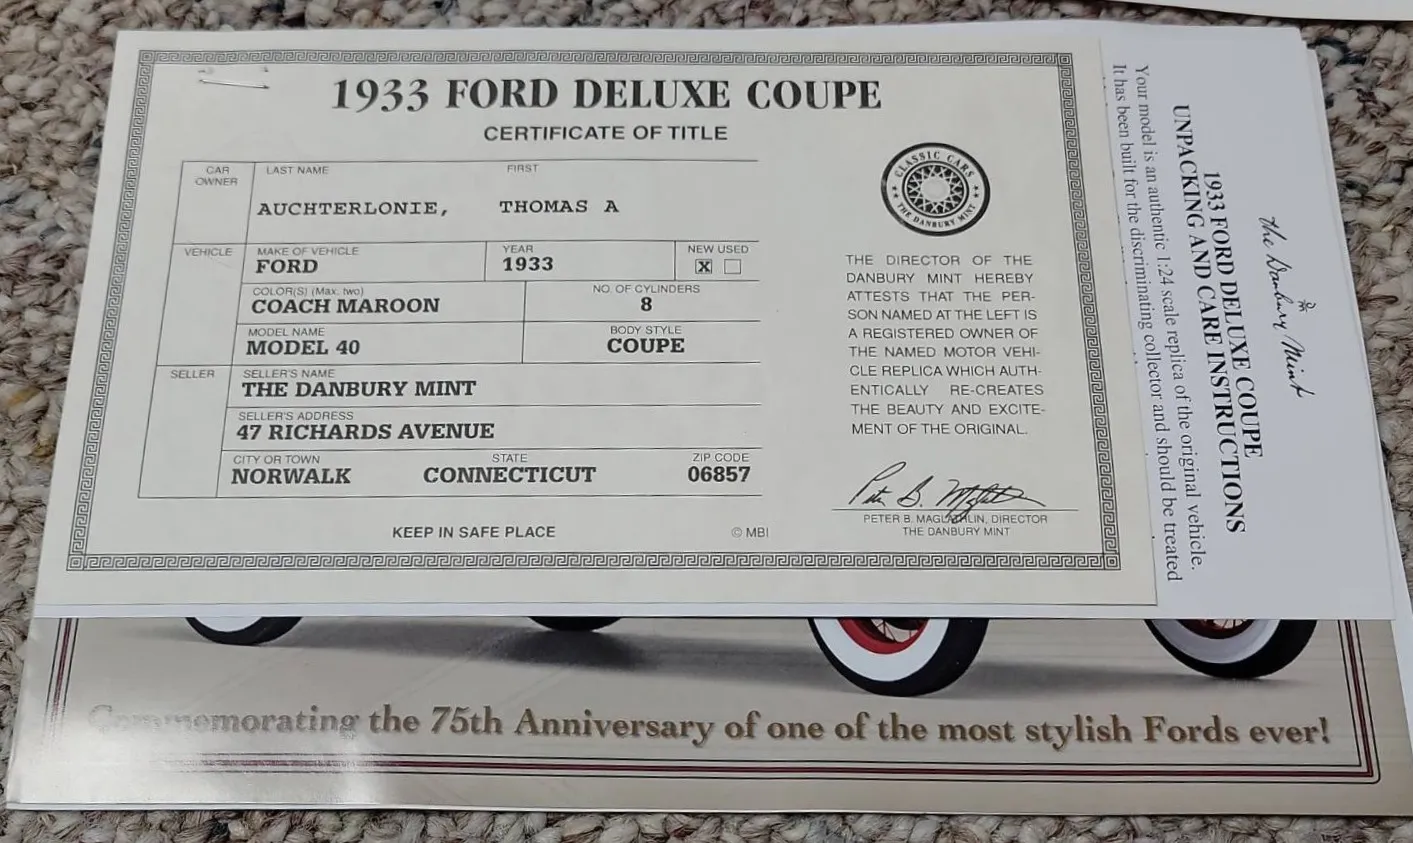 1933 FORD DELUXE COUPE
CERTIFICATE OF TITLE
CAR OWNER
LAST NAME FIRST
AUCHTERLONIE, THOMAS A
VEHICLE
MAKE OF VEHICLE YEAR NEW USED
FORD 1933 X
COLOR(S) (Max. two) NO. OF CYLINDERS
COACH MAROON 8
MODEL NAME BODY STYLE
MODEL 40 COUPE
SELLER
SELLER'S NAME
THE DANBURY MINT
SELLER'S ADDRESS
47 RICHARDS AVENUE
CITY OR TOWN STATE ZIP CODE
NORWALK CONNECTICUT 06857
KEEP IN SAFE PLACE © MBI
CLASSIC CARS
THE DANBURY MINT
THE DIRECTOR OF THE
DANBURY MINT HEREBY
ATTESTS THAT THE PER-
SON NAMED AT THE LEFT IS
A REGISTERED OWNER OF
THE NAMED MOTOR VEHI-
CLE REPLICA WHICH AUTH-
ENTICALLY RE-CREATES
THE BEAUTY AND EXCITE-
MENT OF THE ORIGINAL.
PETER B. MAGLATHLIN, DIRECTOR
THE DANBURY MINT
the Danbury Mint
1933 FORD DELUXE COUPE
UNPACKING AND CARE INSTRUCTIONS
Your model is an authentic 1:24 scale replica of the original vehicle.
It has been built for the discriminating collector and should be treated
Commemorating the 75th Anniversary of one of the most stylish Fords ever!